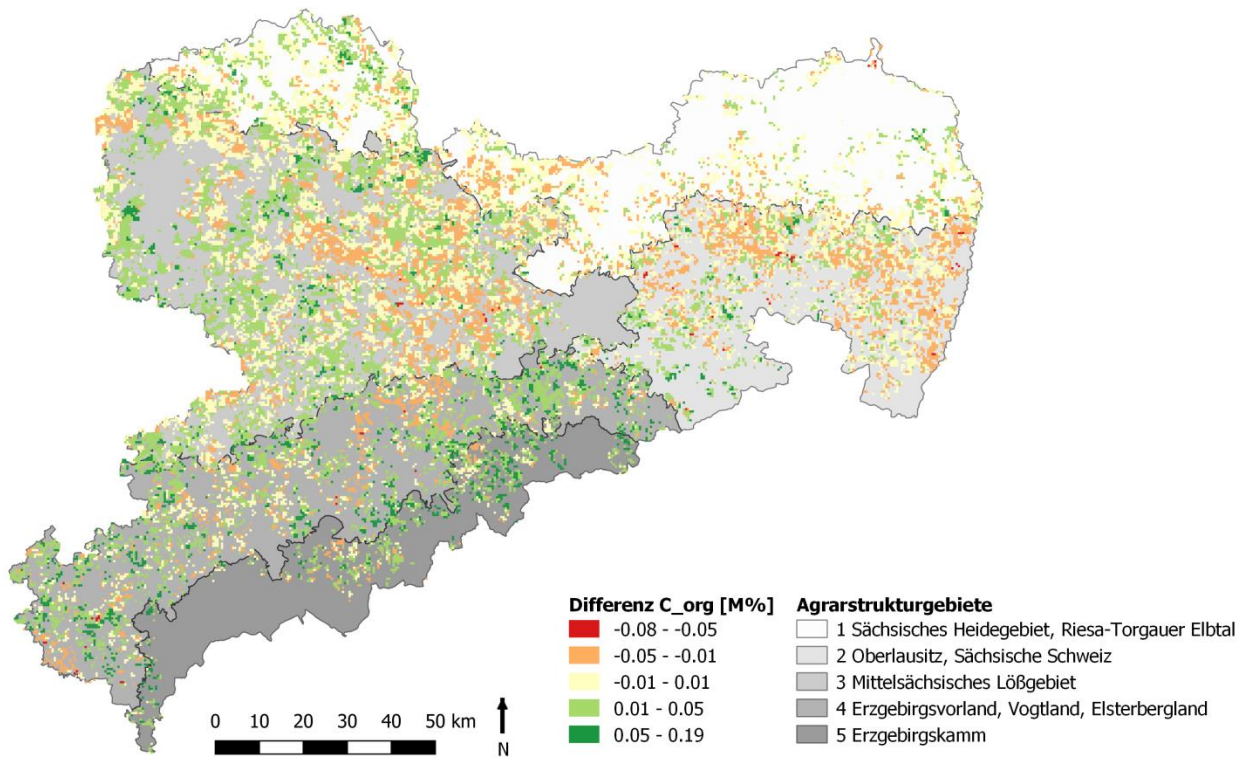 Differenz C_org [M%]
-0.08 - -0.05
-0.05 - -0.01
-0.01 - 0.01
0.01 - 0.05
0.05 - 0.19
Agrarstrukturgebiete
1 Sächsisches Heidegebiet, Riesa-Torgauer Elbtal
2 Oberlausitz, Sächsische Schweiz
3 Mittelsächsisches Lößgebiet
4 Erzgebirgsvorland, Vogtland, Elsterbergland
5 Erzgebirgskamm
0 10 20 30 40 50 km
N